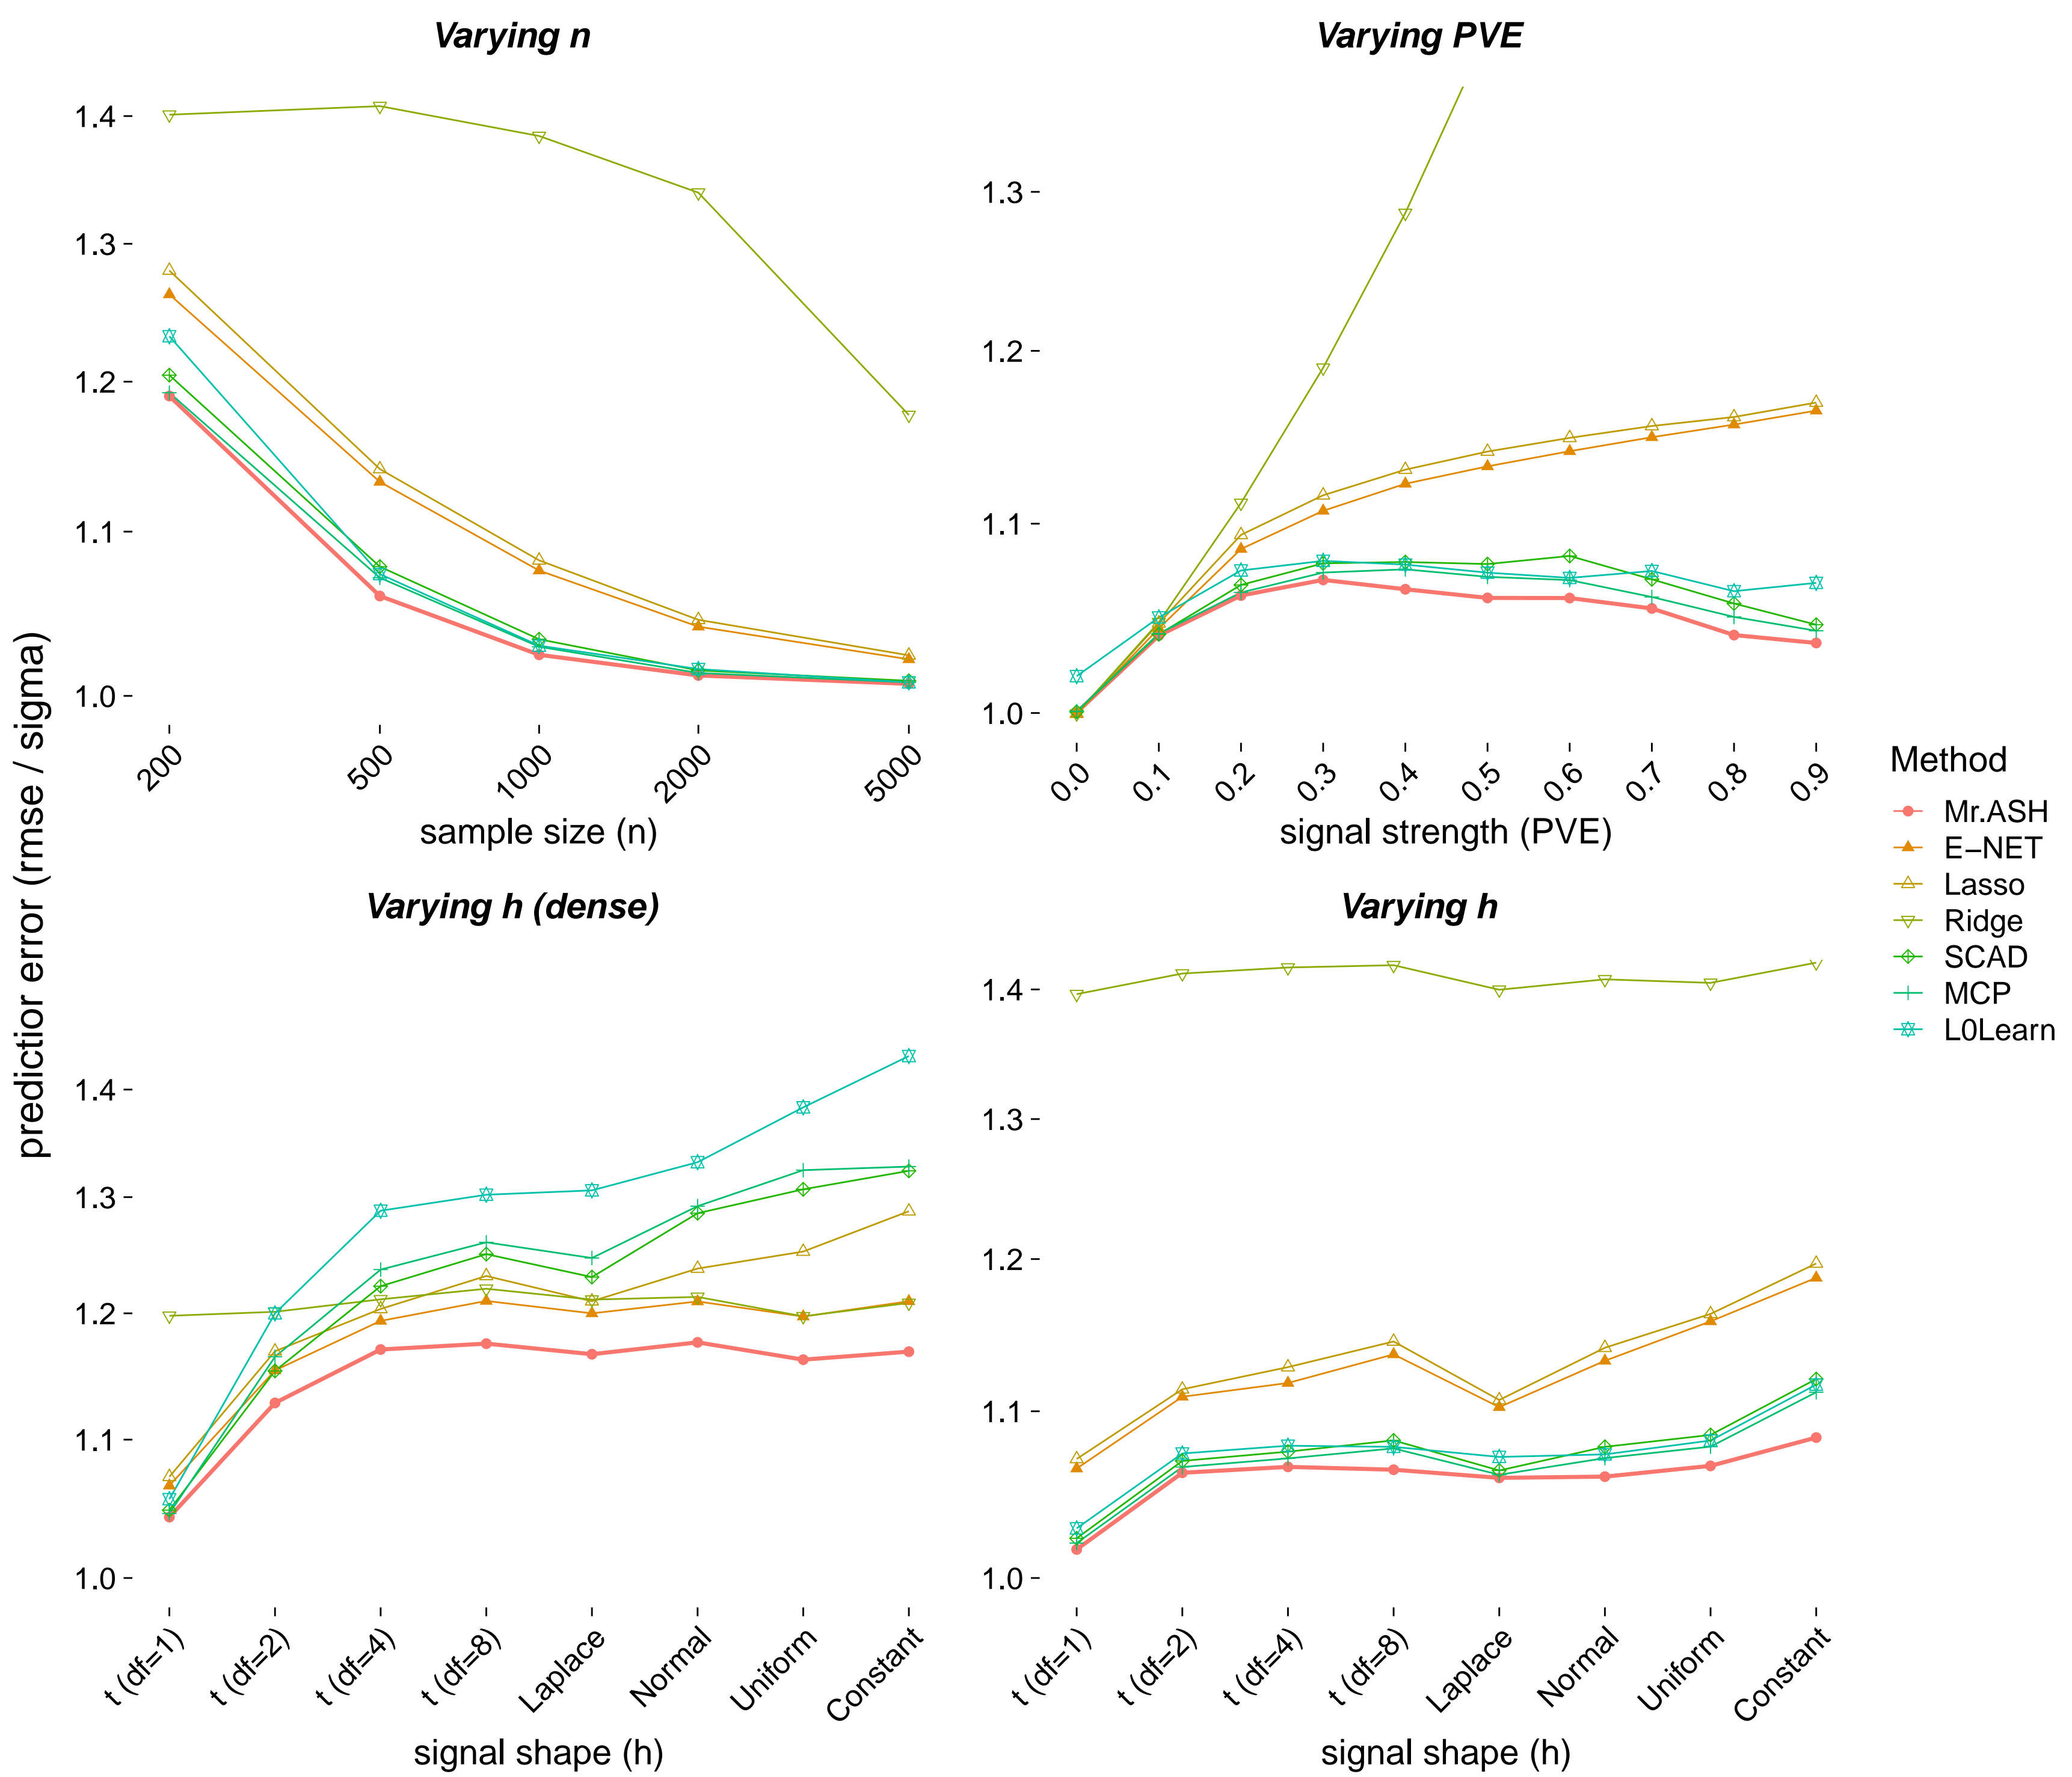 Varying n
Varying PVE
1.4
1.3
1.2
1.1
1.0
200
500
1000
2000
5000
sample size (n)
1.3
1.2
1.1
1.0
0.0
0.1
0.2
0.3
0.4
0.5
0.6
0.7
0.8
0.9
signal strength (PVE)
predictior error (rmse / sigma)
Varying h (dense)
Varying h
1.4
1.3
1.2
1.1
1.0
t (df=1)
t (df=2)
t (df=4)
t (df=8)
Laplace
Normal
Uniform
Constant
signal shape (h)
1.4
1.3
1.2
1.1
1.0
t (df=1)
t (df=2)
t (df=4)
t (df=8)
Laplace
Normal
Uniform
Constant
signal shape (h)
Method
Mr.ASH
E−NET
Lasso
Ridge
SCAD
MCP
L0Learn